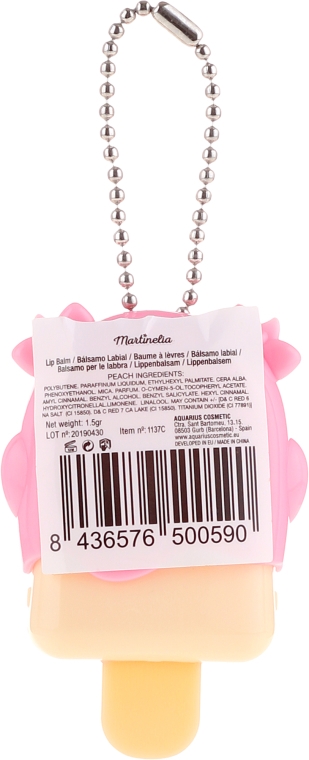 Martinelia
Lip Balm / Bálsamo Labial / Baume à lèvres / Bálsamo labial /
Balsamo per le labbra / Lippenbalsam / Lippenbalsem
PEACH INGREDIENTS:
POLYBUTENE, PARAFFINUM LIQUIDUM, ETHYLHEXYL PALMITATE, CERA ALBA,
PHENOXYETHANOL, MICA, PARFUM, O-CYMEN-5-OL, TOCOPHERYL ACETATE,
AMYL CINNAMAL, BENZYL ALCOHOL, BENZYL SALICYLATE, HEXYL CINNAMAL,
HYDROXYCITRONELLAL, LIMONENE, LINALOOL. MAY CONTAIN +/- [D& C RED 6
NA SALT (CI 15850), D& C RED 7 CA LAKE (CI 15850), TITANIUM DIOXIDE (CI 77891)]
Net weight: 1.5gr
LOT nº: 20190430
Item nº: 1137C
AQUARIUS COSMETIC
Ctra. Sant Bartomeu, 13.15
08503 Gurb (Barcelona) - Spain
www.aquariuscosmetic.eu
DEVELOPED IN EU / MADE IN CHINA
8 436576 500590